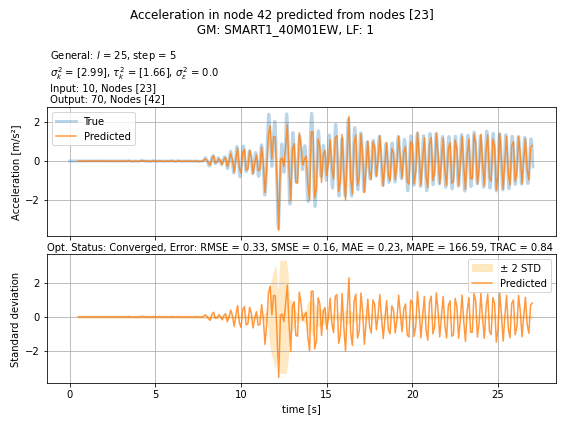 Acceleration in node 42 predicted from nodes [23]
GM: SMART1_40M01EW, LF: 1
General: l = 25, step = 5
σ²ₖ = [2.99], τ²ₖ = [1.66], σ²ε = 0.0
Input: 10, Nodes [23]
Output: 70, Nodes [42]
True
Predicted
2
0
−2
Acceleration [m/s²]
Opt. Status: Converged, Error: RMSE = 0.33, SMSE = 0.16, MAE = 0.23, MAPE = 166.59, TRAC = 0.84
± 2 STD
Predicted
2
0
−2
Standard deviation
0 5 10 15 20 25
time [s]